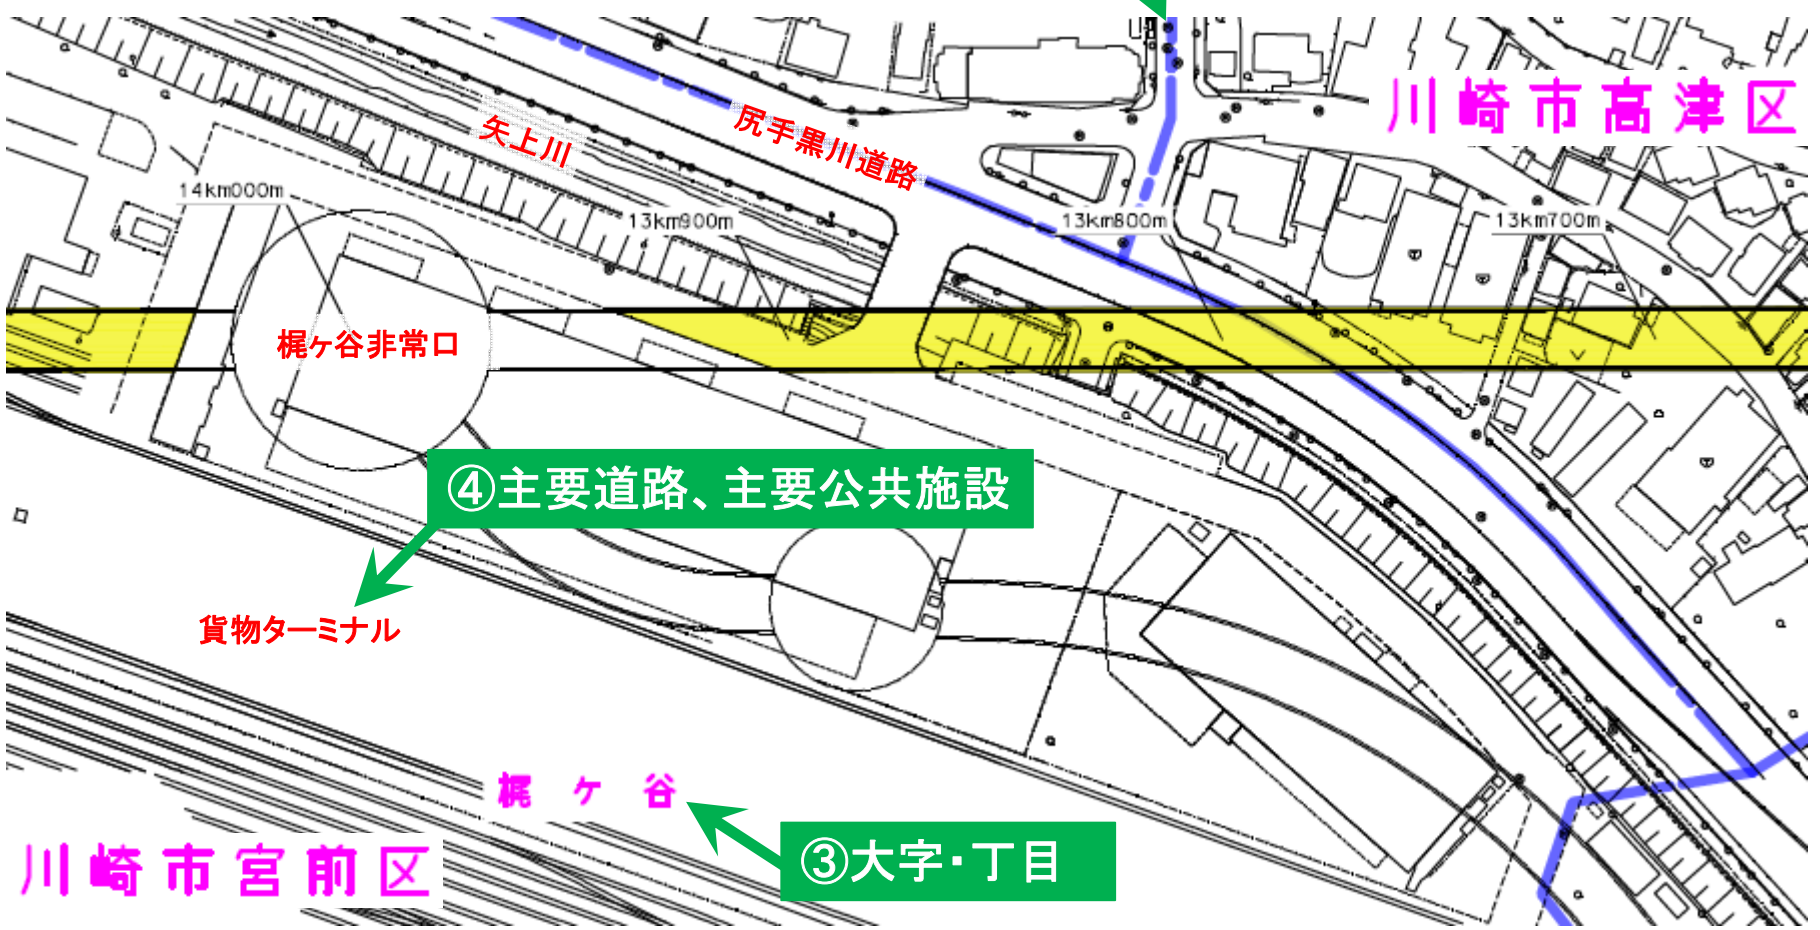 川崎市高津区
尻手黒川道路
矢上川
14km000m
13km900m
13km800m
13km700m
梶ヶ谷非常口
④主要道路、主要公共施設
貨物ターミナル
梶ヶ谷
③大字・丁目
川崎市宮前区